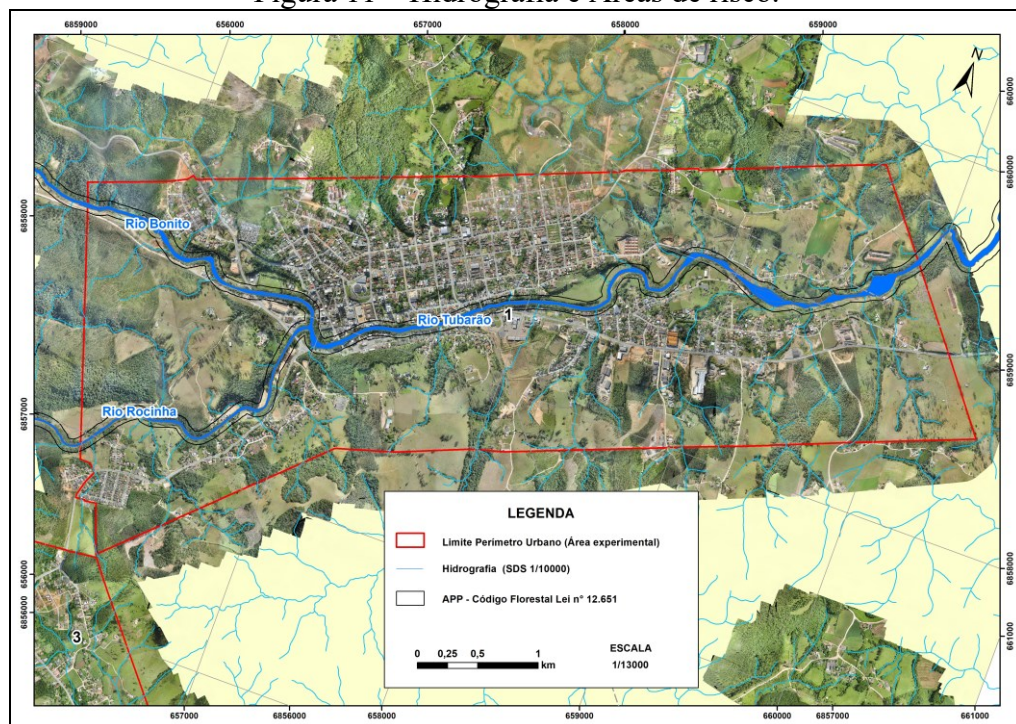 Figura 11 – Hidrografia e Áreas de risco.
6859000 656000 657000 658000 659000
N
660000
6858000
6860000
Rio Bonito
Rio Tubarão
1
6859000
6857000
Rio Rocinha
LEGENDA
Limite Perímetro Urbano (Área experimental)
Hidrografia (SDS 1/10000)
APP - Código Florestal Lei n° 12.651
0 0,25 0,5 1
km
ESCALA
1/13000
656000
6856000
6858000
661000
3
657000 6856000 658000 659000 660000 6857000 661000